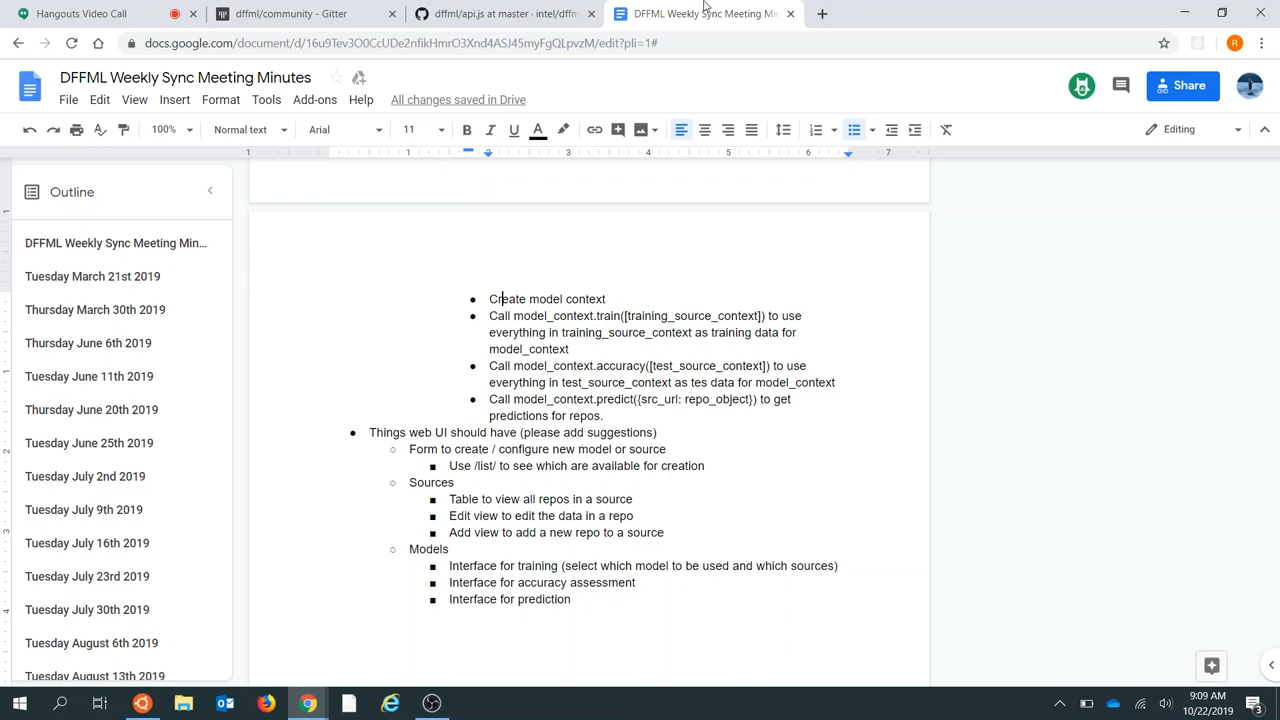 Hangouts Video Call
dffml/community - Gitter
dffml/api.js at master · intel/dffm
DFFML Weekly Sync Meeting Min
docs.google.com/document/d/16u9Tev3O0CcUDe2nfikHmrO3Xnd4ASJ45myFgQLpvzM/edit?pli=1#
R
DFFML Weekly Sync Meeting Minutes
File Edit View Insert Format Tools Add-ons Help All changes saved in Drive
Share
100% Normal text Arial 11 B I U A Editing
1 1 2 3 4 5 6 7
Outline
DFFML Weekly Sync Meeting Min...
Tuesday March 21st 2019
Thursday March 30th 2019
Thursday June 6th 2019
Tuesday June 11th 2019
Thursday June 20th 2019
Tuesday June 25th 2019
Tuesday July 2nd 2019
Tuesday July 9th 2019
Tuesday July 16th 2019
Tuesday July 23rd 2019
Tuesday July 30th 2019
Tuesday August 6th 2019
Tuesday August 13th 2019
● Create model context
● Call model_context.train([training_source_context]) to use
everything in training_source_context as training data for
model_context
● Call model_context.accuracy([test_source_context]) to use
everything in test_source_context as tes data for model_context
● Call model_context.predict({src_url: repo_object}) to get
predictions for repos.
● Things web UI should have (please add suggestions)
○ Form to create / configure new model or source
■ Use /list/ to see which are available for creation
○ Sources
■ Table to view all repos in a source
■ Edit view to edit the data in a repo
■ Add view to add a new repo to a source
○ Models
■ Interface for training (select which model to be used and which sources)
■ Interface for accuracy assessment
■ Interface for prediction
9:09 AM
10/22/2019
3